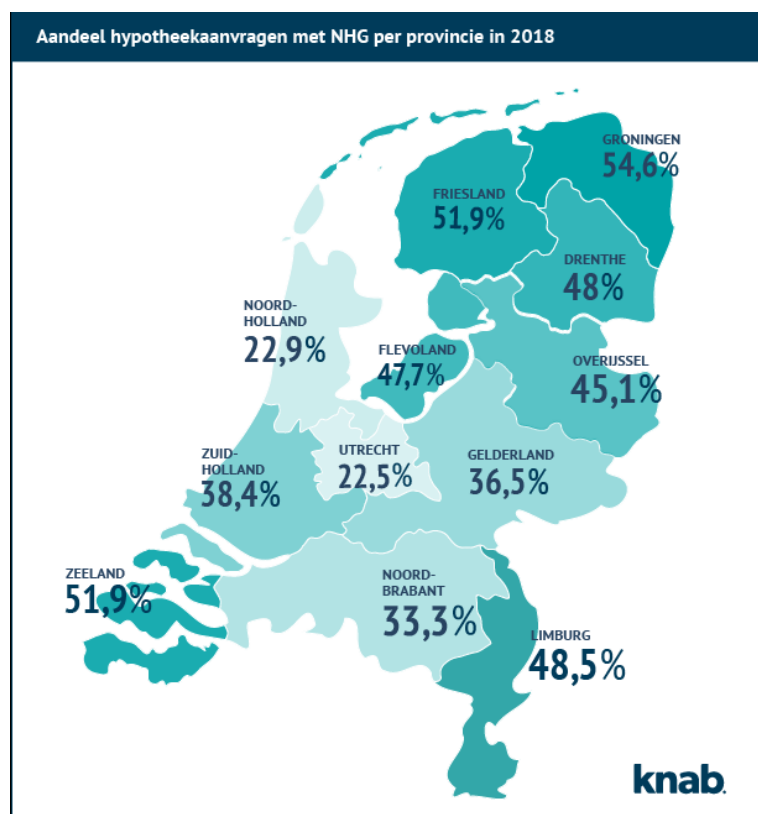 Aandeel hypotheekaanvragen met NHG per provincie in 2018
GRONINGEN
54,6%
FRIESLAND
51,9%
DRENTHE
48%
NOORD-
HOLLAND
22,9%
FLEVOLAND
47,7%
OVERIJSSEL
45,1%
UTRECHT
22,5%
ZUID-
HOLLAND
38,4%
GELDERLAND
36,5%
ZEELAND
51,9%
NOORD-
BRABANT
33,3%
LIMBURG
48,5%
knab.